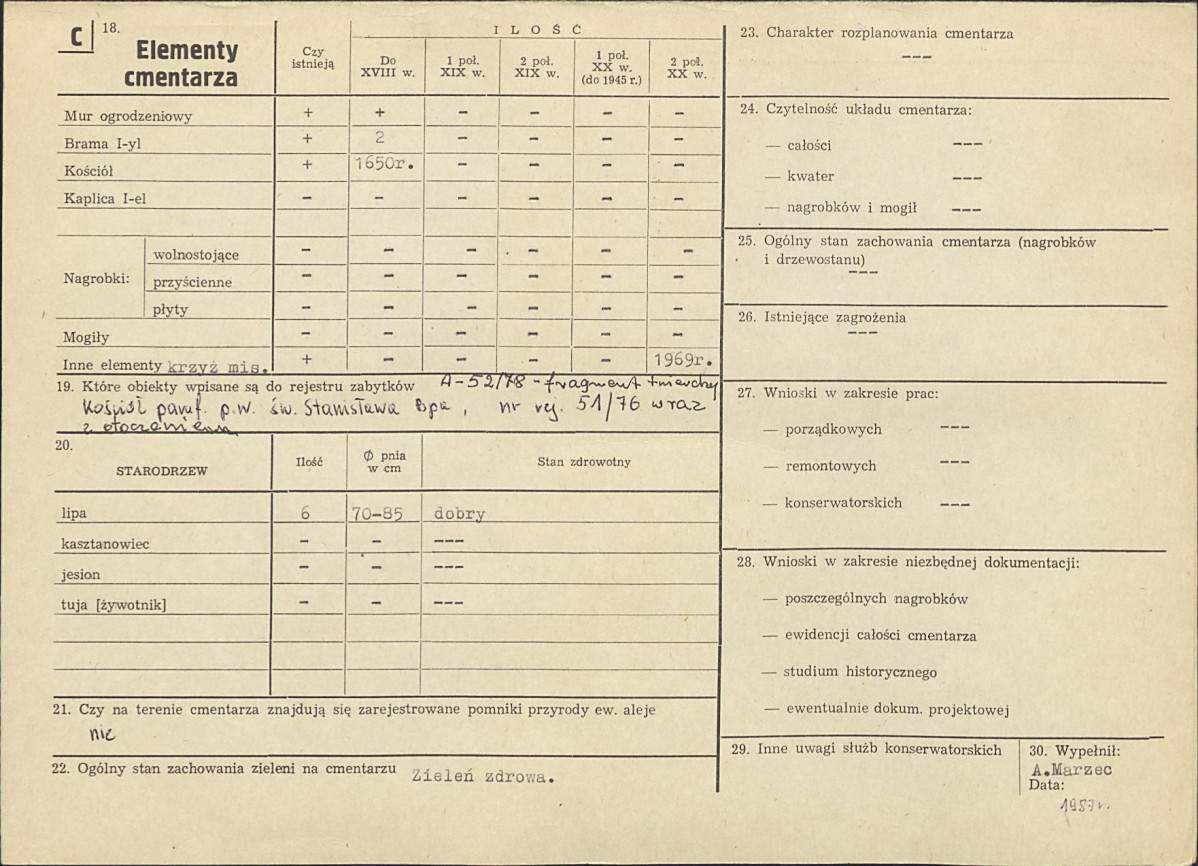 C 18. Elementy
cmentarza
Czy
istnieją
I L O Ś Ć
Do
XVIII w.
1 poł.
XIX w.
2 poł.
XIX w.
1 poł.
XX w.
(do 1945 r.)
2 poł.
XX w.
Mur ogrodzeniowy + + - - - -
Brama I-yl + 2 - - - -
Kościół + 1650r. - - - -
Kaplica I-el - - - - - -
Nagrobki:
wolnostojące - - - - - -
przyścienne - - - - - -
płyty - - - - - -
Mogiły - - - - - -
Inne elementy krzyż mis. + - - - - 1969r.
19. Które obiekty wpisane są do rejestru zabytków A-52/78 - fragment
Kościół paraf. p.w. św. Stanisława Bpa, nr rej. 51/76 wraz
z otoczeniem
20.
STARODRZEW
Ilość
Ø pnia
w cm
Stan zdrowotny
lipa 6 70-85 dobry
kasztanowiec - - ---
jesion - - ---
tuja [żywotnik] - - ---
21. Czy na terenie cmentarza znajdują się zarejestrowane pomniki przyrody ew. aleje
nie
22. Ogólny stan zachowania zieleni na cmentarzu Zieleń zdrowa.
23. Charakter rozplanowania cmentarza
---
24. Czytelność układu cmentarza:
— całości ---
— kwater ---
— nagrobków i mogił ---
25. Ogólny stan zachowania cmentarza (nagrobków
i drzewostanu)
---
26. Istniejące zagrożenia
---
27. Wnioski w zakresie prac:
— porządkowych ---
— remontowych ---
— konserwatorskich ---
28. Wnioski w zakresie niezbędnej dokumentacji:
— poszczególnych nagrobków
— ewidencji całości cmentarza
— studium historycznego
— ewentualnie dokum. projektowej
29. Inne uwagi służb konserwatorskich
30. Wypełnił:
A.Marzec
Data: